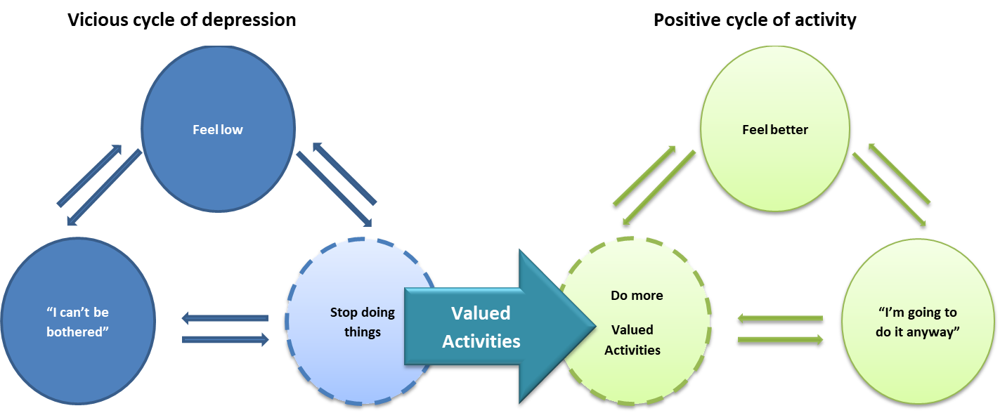 Vicious cycle of depression
Positive cycle of activity
Feel low
Feel better
“I can’t be
bothered”
Stop doing
things
Valued
Activities
Do more
Valued
Activities
“I’m going to
do it anyway”